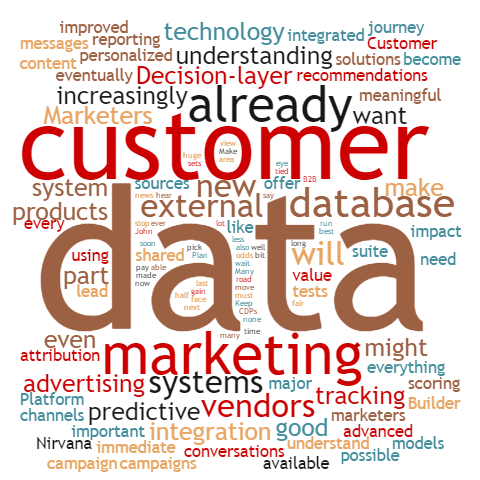 improved technology integrated journey
messages reporting Customer
content personalized understanding solutions become
eventually Decision-layer recommendations
increasingly already meaningful
Marketers want
customer
huge view Make area eye tied
sets B2B
system sources new offer database make
news hear say
products external
every stop ever lot run impact
John like best
data
soon less also well long
using shared pick Plan odds bit will suite need
part pay able wait Many value
lead made now last road move tests
half gain face must fair
next Keep CDPs none
even many time might
attribution marketing everything
advertising systems major tracking scoring
Platform predictive vendors marketers Builder
channels
important integration good advanced
Nirvana immediate understand models
conversations possible
campaign campaigns available